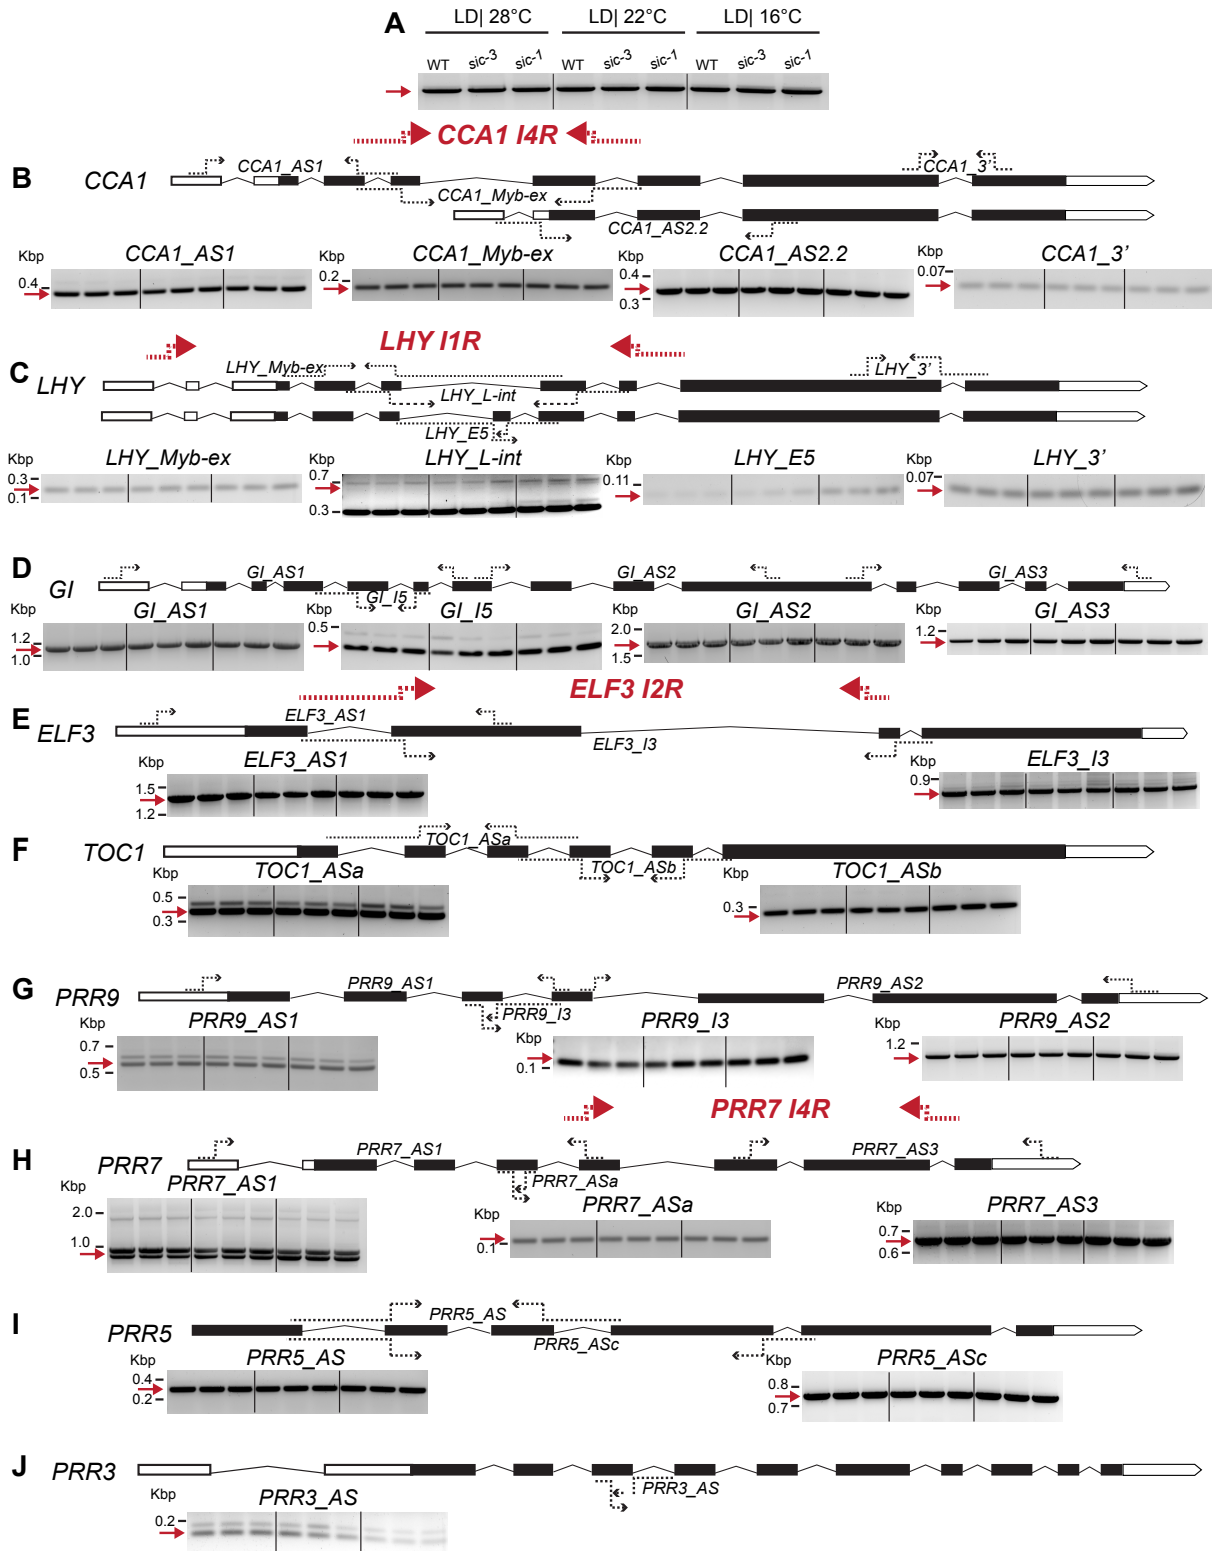 A
LD| 28°C LD| 22°C LD| 16°C
WT sic-3 sic-1 WT sic-3 sic-1 WT sic-3 sic-1
CCA1 I4R
B CCA1 CCA1_AS1 CCA1_3’
CCA1_Myb-ex
CCA1_AS2.2
Kbp CCA1_AS1 Kbp CCA1_Myb-ex Kbp CCA1_AS2.2 Kbp CCA1_3’
0.4 0.2 0.4 0.07
0.3
LHY I1R
C LHY LHY_Myb-ex LHY_3’
LHY_L-int
LHY_E5
Kbp LHY_Myb-ex Kbp LHY_L-int Kbp LHY_E5 Kbp LHY_3’
0.3 0.7 0.11 0.07
0.1 0.3
D GI GI_AS1 GI_AS2 GI_AS3
GI_I5
Kbp GI_AS1 Kbp GI_I5 Kbp GI_AS2 Kbp GI_AS3
1.2 0.5 2.0 1.2
1.0 1.5
ELF3 I2R
E ELF3 ELF3_AS1 ELF3_I3
Kbp ELF3_AS1 Kbp ELF3_I3
1.5 0.9
1.2
F TOC1 TOC1_ASa
TOC1_ASb
Kbp TOC1_ASa Kbp TOC1_ASb
0.5 0.3
0.3
G PRR9 PRR9_AS1 PRR9_AS2
PRR9_I3
Kbp PRR9_AS1 Kbp PRR9_I3 Kbp PRR9_AS2
0.7 0.1 1.2
0.5
PRR7 I4R
H PRR7 PRR7_AS1 PRR7_AS3
PRR7_ASa
Kbp PRR7_AS1 Kbp PRR7_ASa Kbp PRR7_AS3
2.0 0.1 0.7
1.0 0.6
I PRR5 PRR5_AS
PRR5_ASc
Kbp PRR5_AS Kbp PRR5_ASc
0.4 0.8
0.2 0.7
J PRR3
PRR3_AS
Kbp PRR3_AS
0.2